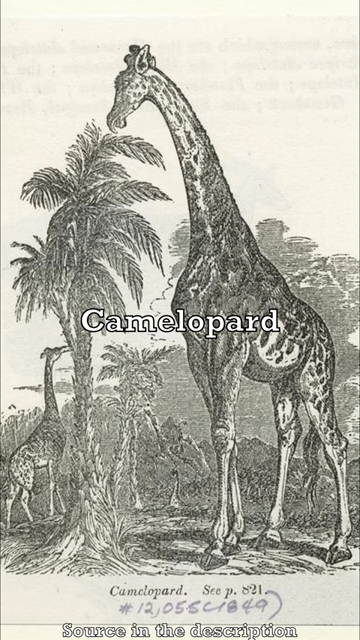 Camelopard
Camelopard. See p. 821.
#12,055C(1849)
Source in the description